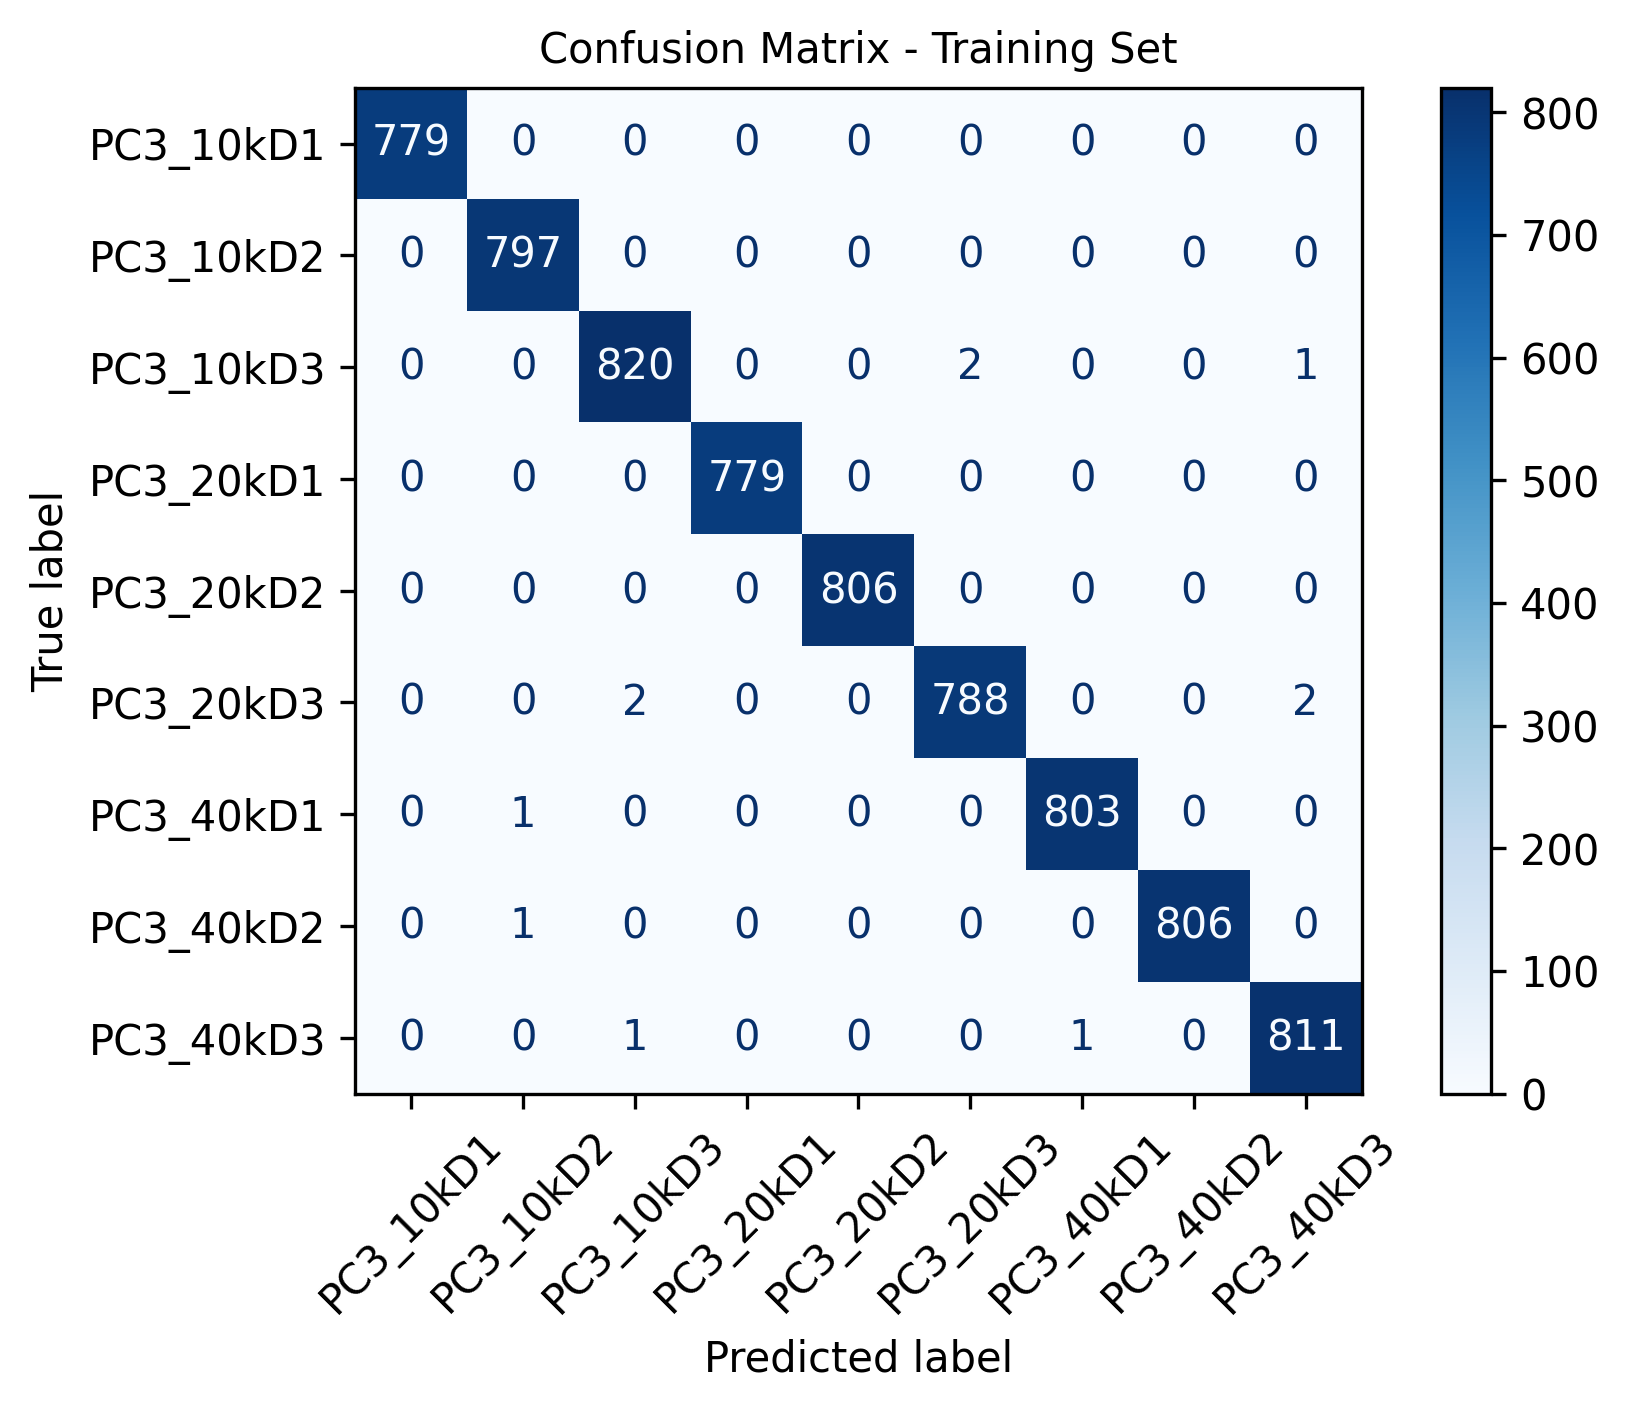 Confusion Matrix - Training Set
PC3_10kD1 779 0 0 0 0 0 0 0 0
PC3_10kD2 0 797 0 0 0 0 0 0 0
PC3_10kD3 0 0 820 0 0 2 0 0 1
PC3_20kD1 0 0 0 779 0 0 0 0 0
PC3_20kD2 0 0 0 0 806 0 0 0 0
PC3_20kD3 0 0 2 0 0 788 0 0 2
PC3_40kD1 0 1 0 0 0 0 803 0 0
PC3_40kD2 0 1 0 0 0 0 0 806 0
PC3_40kD3 0 0 1 0 0 0 1 0 811
True label
PC3_10kD1
PC3_10kD2
PC3_10kD3
PC3_20kD1
PC3_20kD2
PC3_20kD3
PC3_40kD1
PC3_40kD2
PC3_40kD3
Predicted label
800
700
600
500
400
300
200
100
0